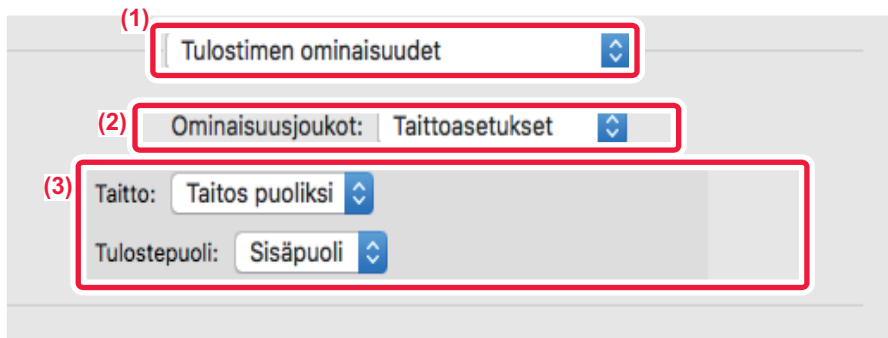 (1)
Tulostimen ominaisuudet
(2) Ominaisuusjoukot: Taittoasetukset
(3) Taitto: Taitos puoliksi
Tulostepuoli: Sisäpuoli